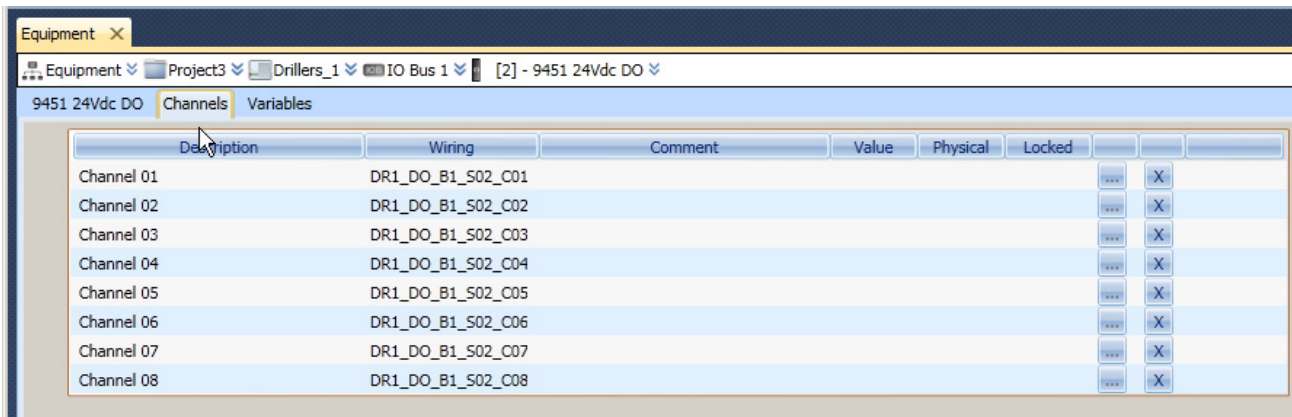 Equipment X
Equipment Project3 Drillers_1 IO Bus 1 [2] - 9451 24Vdc DO
9451 24Vdc DO Channels Variables
Description Wiring Comment Value Physical Locked
Channel 01 DR1_DO_B1_S02_C01 ... X
Channel 02 DR1_DO_B1_S02_C02 ... X
Channel 03 DR1_DO_B1_S02_C03 ... X
Channel 04 DR1_DO_B1_S02_C04 ... X
Channel 05 DR1_DO_B1_S02_C05 ... X
Channel 06 DR1_DO_B1_S02_C06 ... X
Channel 07 DR1_DO_B1_S02_C07 ... X
Channel 08 DR1_DO_B1_S02_C08 ... X